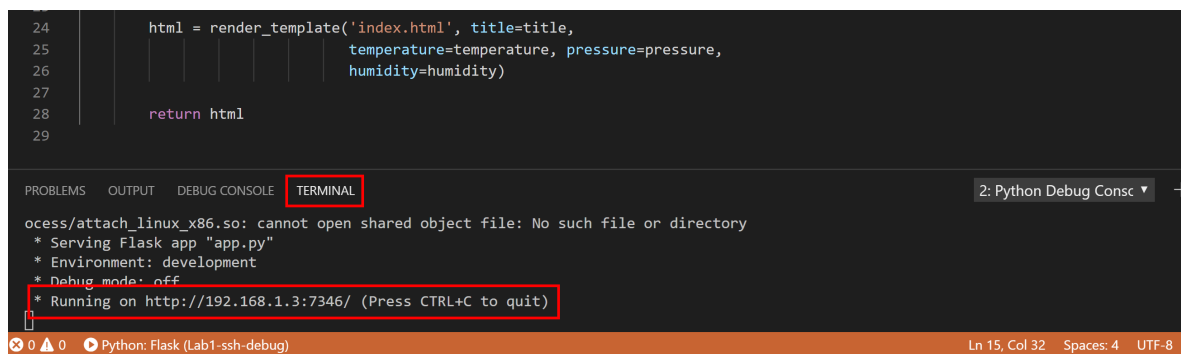 24 html = render_template('index.html', title=title,
25 temperature=temperature, pressure=pressure,
26 humidity=humidity)
27
28 return html
29
PROBLEMS OUTPUT DEBUG CONSOLE TERMINAL 2: Python Debug Consc
ocess/attach_linux_x86.so: cannot open shared object file: No such file or directory
* Serving Flask app "app.py"
* Environment: development
* Debug mode: off
* Running on http://192.168.1.3:7346/ (Press CTRL+C to quit)
0 0 Python: Flask (Lab1-ssh-debug) Ln 15, Col 32 Spaces: 4 UTF-8